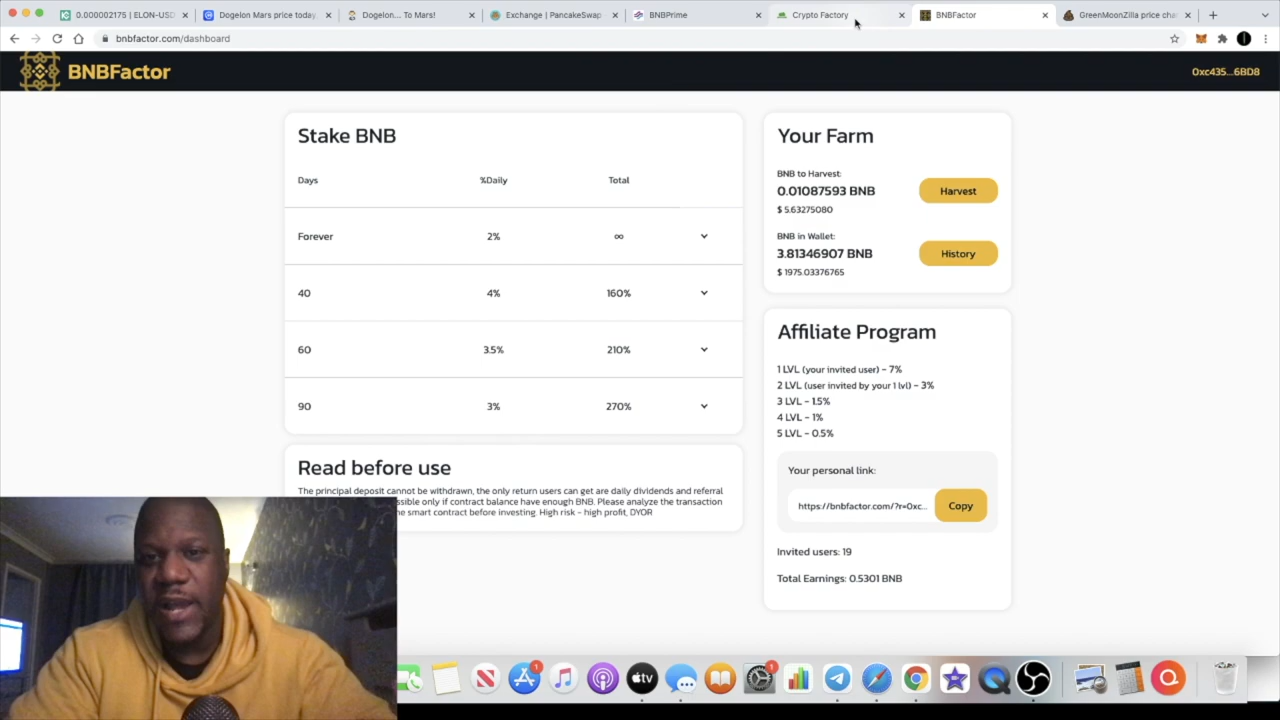 0.000002175 | ELON-USD
Dogelon Mars price today,
Dogelon... To Mars!
Exchange | PancakeSwap
BNBPrime
Crypto Factory
BNBFactor
GreenMoonZilla price cha
bnbfactor.com/dashboard
BNBFactor
0xc435...6BD8
Stake BNB
Days %Daily Total
Forever 2% ∞
40 4% 160%
60 3.5% 210%
90 3% 270%
Read before use
The principal deposit cannot be withdrawn, the only return users can get are daily dividends and referral
ssible only if contract balance have enough BNB. Please analyze the transaction
he smart contract before investing. High risk - high profit, DYOR
Your Farm
BNB to Harvest:
0.01087593 BNB
$ 5.63275080
Harvest
BNB in Wallet:
3.81346907 BNB
$ 1975.03376765
History
Affiliate Program
1 LVL (your invited user) - 7%
2 LVL (user invited by your 1 lvl) - 3%
3 LVL - 1.5%
4 LVL - 1%
5 LVL - 0.5%
Your personal link:
https://bnbfactor.com/?r=0xc...
Copy
Invited users: 19
Total Earnings: 0.5301 BNB
tv
1
1